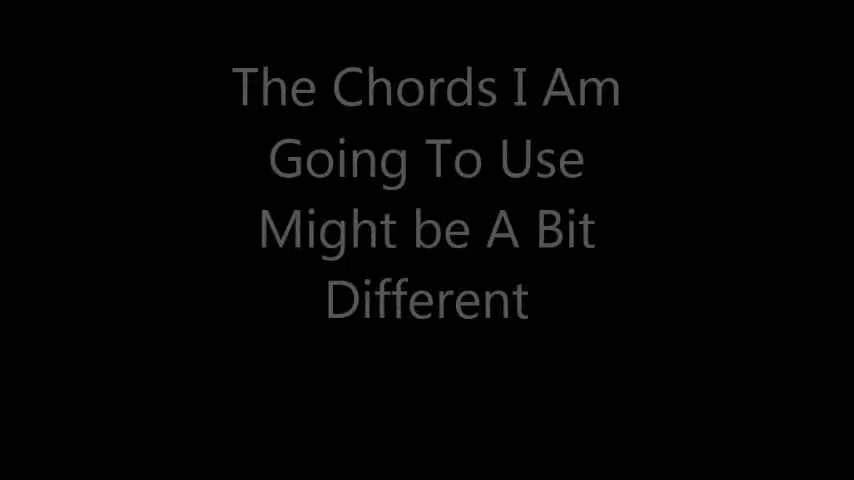 The Chords I Am
Going To Use
Might be A Bit
Different